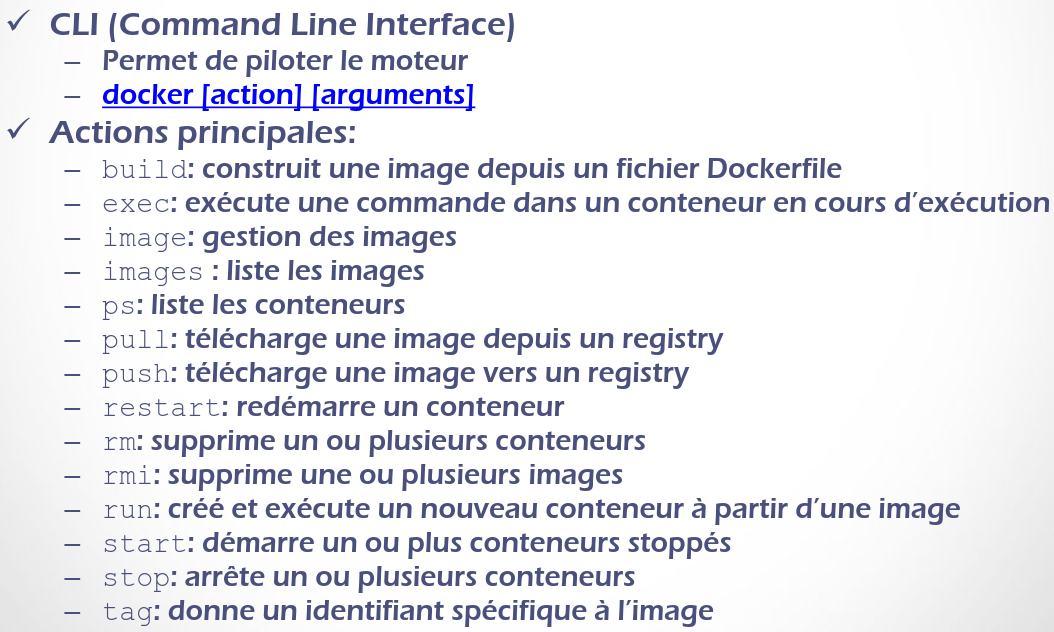 ✓ CLI (Command Line Interface)
– Permet de piloter le moteur
– docker [action] [arguments]
✓ Actions principales:
– build: construit une image depuis un fichier Dockerfile
– exec: exécute une commande dans un conteneur en cours d’exécution
– image: gestion des images
– images : liste les images
– ps: liste les conteneurs
– pull: télécharge une image depuis un registry
– push: télécharge une image vers un registry
– restart: redémarre un conteneur
– rm: supprime un ou plusieurs conteneurs
– rmi: supprime une ou plusieurs images
– run: créé et exécute un nouveau conteneur à partir d’une image
– start: démarre un ou plus conteneurs stoppés
– stop: arrête un ou plusieurs conteneurs
– tag: donne un identifiant spécifique à l’image